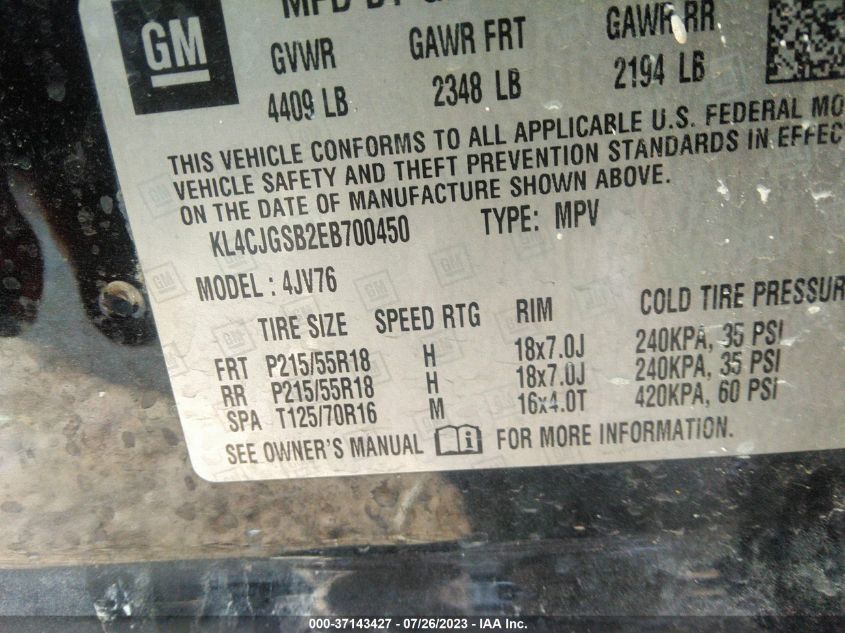 GM
GVWR GAWR FRT GAWR RR
4409 LB 2348 LB 2194 LB
THIS VEHICLE CONFORMS TO ALL APPLICABLE U.S. FEDERAL MO
VEHICLE SAFETY AND THEFT PREVENTION STANDARDS IN EFFEC
ON THE DATE OF MANUFACTURE SHOWN ABOVE.
KL4CJGSB2EB700450 TYPE: MPV
MODEL : 4JV76
TIRE SIZE SPEED RTG RIM COLD TIRE PRESSUR
FRT P215/55R18 H 18x7.0J 240KPA, 35 PSI
RR P215/55R18 H 18x7.0J 240KPA, 35 PSI
SPA T125/70R16 M 16x4.0T 420KPA, 60 PSI
SEE OWNER'S MANUAL FOR MORE INFORMATION.
000-37143427 - 07/26/2023 - IAA Inc.